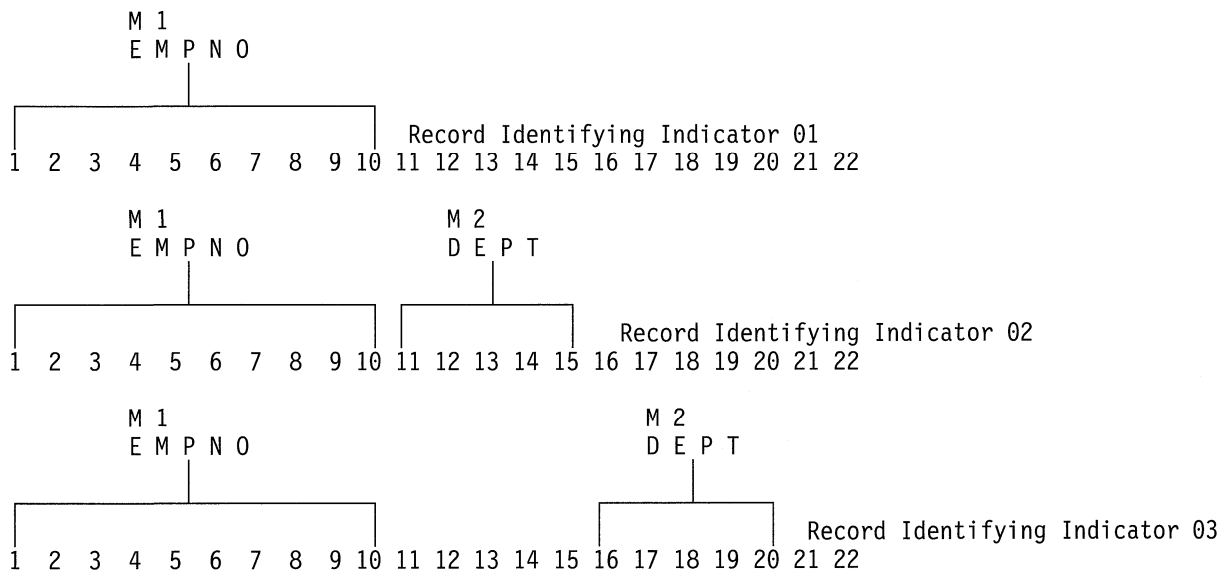 M 1
E M P N O
Record Identifying Indicator 01
1 2 3 4 5 6 7 8 9 10 11 12 13 14 15 16 17 18 19 20 21 22
M 1 M 2
E M P N O D E P T
Record Identifying Indicator 02
1 2 3 4 5 6 7 8 9 10 11 12 13 14 15 16 17 18 19 20 21 22
M 1 M 2
E M P N O D E P T
Record Identifying Indicator 03
1 2 3 4 5 6 7 8 9 10 11 12 13 14 15 16 17 18 19 20 21 22